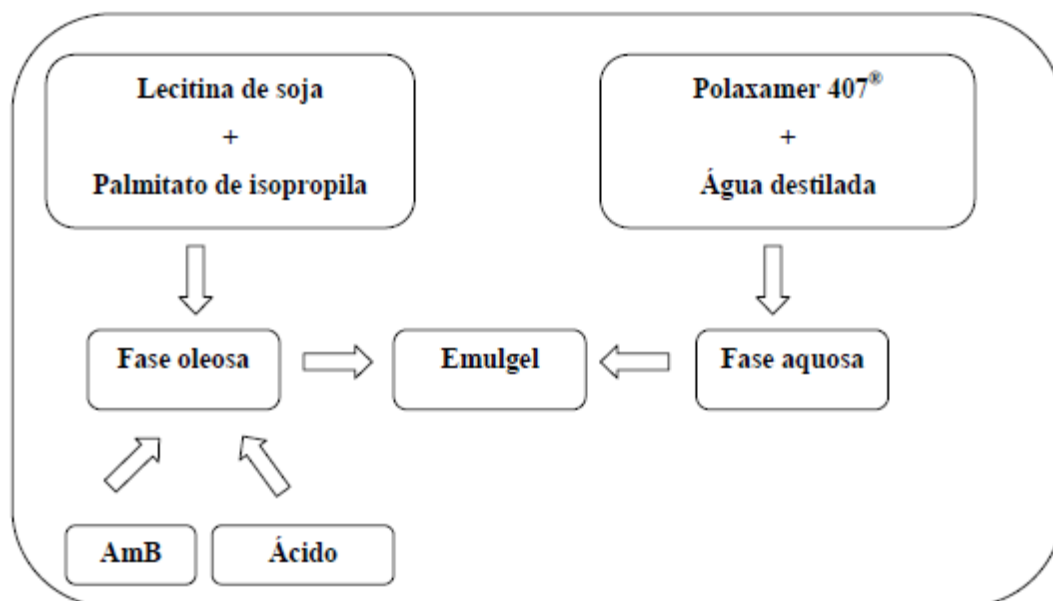 Lecitina de soja
+
Palmitato de isopropila
Polaxamer 407®
+
Água destilada
Fase oleosa
Emulgel
Fase aquosa
AmB
Ácido